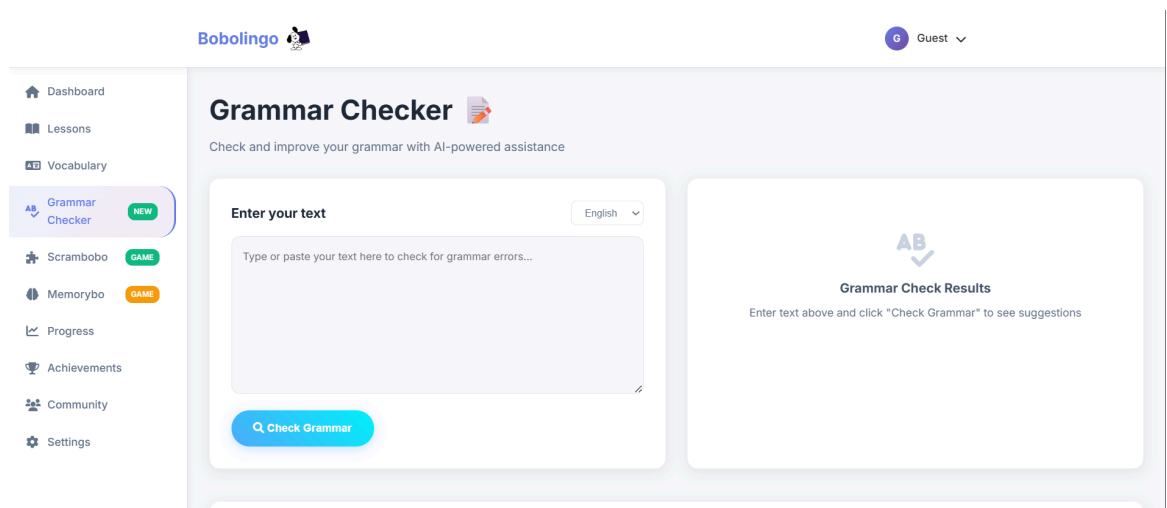 Bobolingo
G Guest
Dashboard
Lessons
Vocabulary
Grammar
Checker
NEW
Scrambobo GAME
Memorybo GAME
Progress
Achievements
Community
Settings
Grammar Checker
Check and improve your grammar with AI-powered assistance
Enter your text
English
Type or paste your text here to check for grammar errors...
Check Grammar
AB
Grammar Check Results
Enter text above and click "Check Grammar" to see suggestions